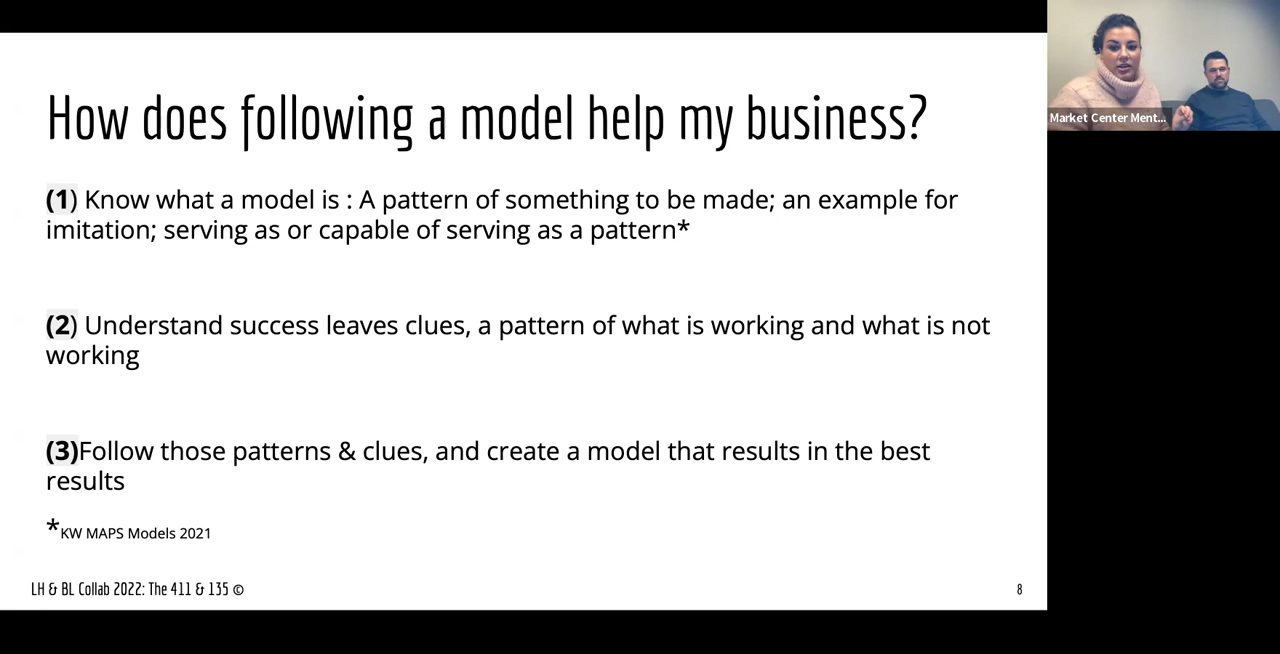 How does following a model help my business?
(1) Know what a model is : A pattern of something to be made; an example for
imitation; serving as or capable of serving as a pattern*
(2) Understand success leaves clues, a pattern of what is working and what is not
working
(3)Follow those patterns & clues, and create a model that results in the best
results
*KW MAPS Models 2021
LH & BL Collab 2022: The 411 & 135 ©
8
Market Center Ment...